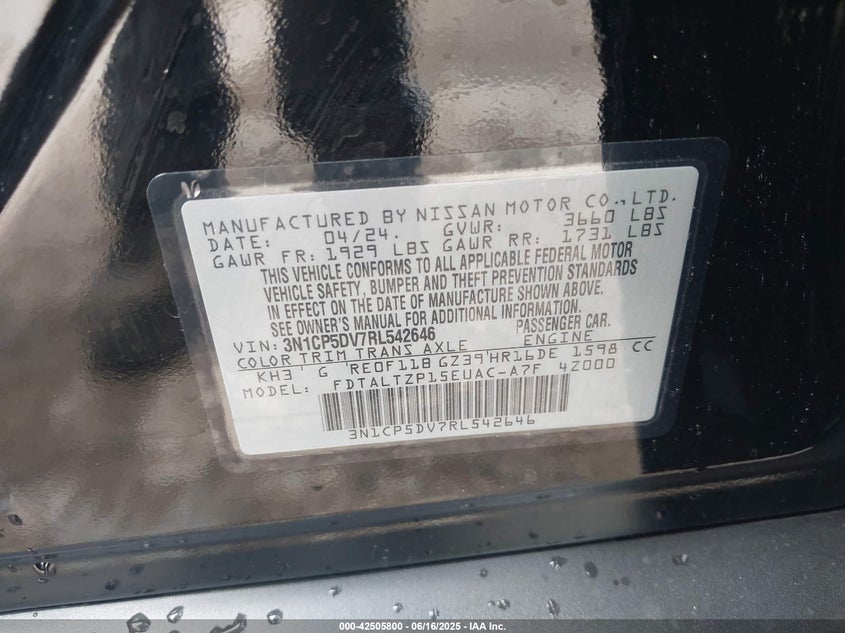 MANUFACTURED BY NISSAN MOTOR CO., LTD.
DATE: 04/24. GVWR: 3660 LBS
GAWR FR: 1929 LBS GAWR RR: 1731 LBS
THIS VEHICLE CONFORMS TO ALL APPLICABLE FEDERAL MOTOR
VEHICLE SAFETY, BUMPER AND THEFT PREVENTION STANDARDS
IN EFFECT ON THE DATE OF MANUFACTURE SHOWN ABOVE.
SEE OWNER'S MANUAL FOR ADDITIONAL INFORMATION.
VIN: 3N1CP5DV7RL542646 PASSENGER CAR.
COLOR TRIM TRANS AXLE ENGINE
KH3 G RE0F11B GZ39 HR16DE 1598 CC
MODEL: FDTALTZP15EUAC-A7F 4Z000
3N1CP5DV7RL542646
000-42505800 - 06/16/2025 - IAA Inc.